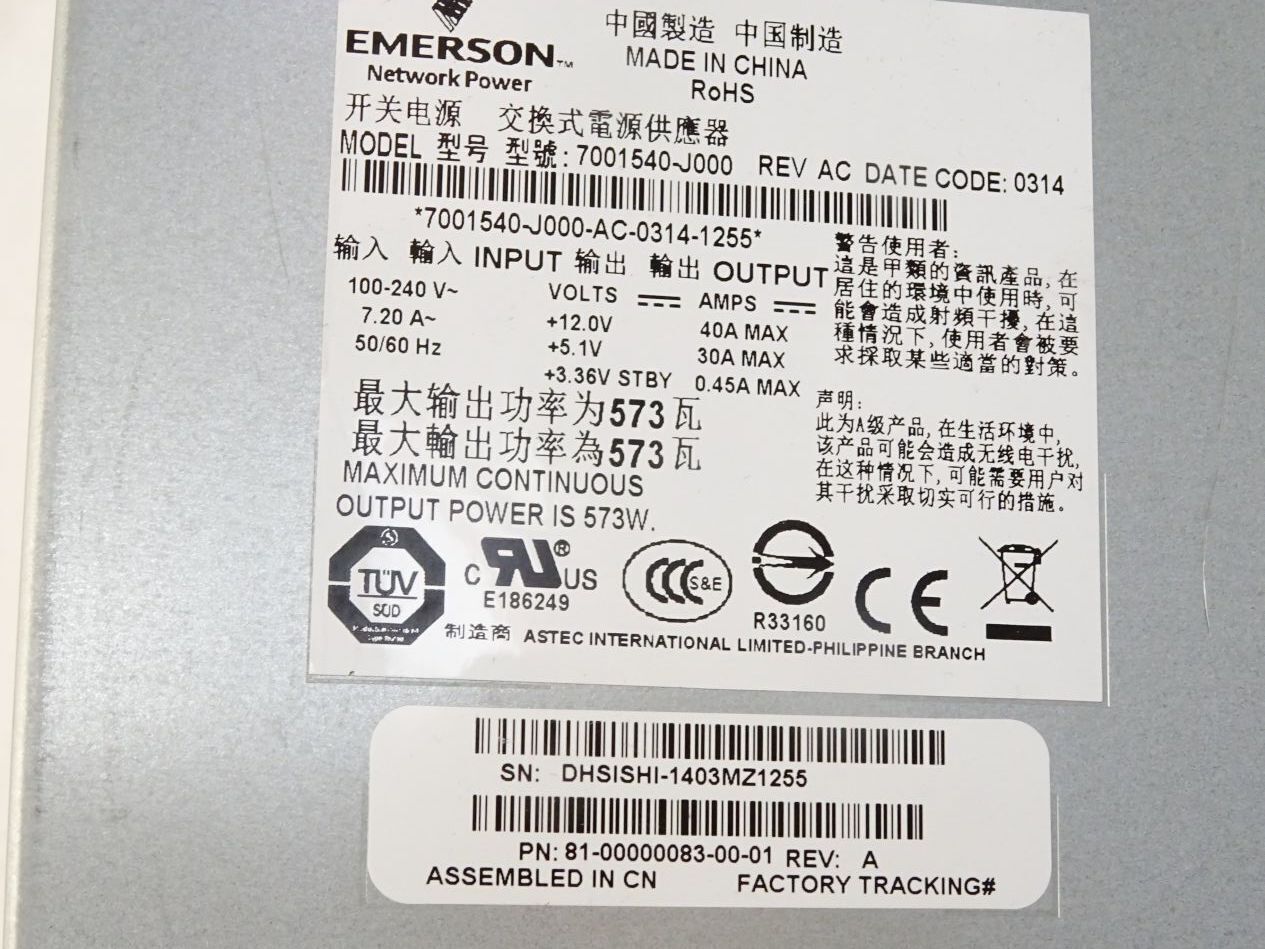 EMERSON™
Network Power
中國製造 中国制造
MADE IN CHINA
RoHS
开关电源 交換式電源供應器
MODEL 型号 型號: 7001540-J000 REV AC DATE CODE: 0314
*7001540-J000-AC-0314-1255*
输入 輸入 INPUT 输出 輸出 OUTPUT
100-240 V~
7.20 A~
50/60 Hz
VOLTS AMPS
+12.0V 40A MAX
+5.1V 30A MAX
+3.36V STBY 0.45A MAX
警告使用者:
這是甲類的資訊產品, 在
居住的環境中使用時, 可
能會造成射頻干擾, 在這
種情況下, 使用者會被要
求採取某些適當的對策。
最大输出功率为573瓦
最大輸出功率為573瓦
MAXIMUM CONTINUOUS
OUTPUT POWER IS 573W.
声明:
此为A级产品, 在生活环境中,
该产品可能会造成无线电干扰,
在这种情况下, 可能需要用户对
其干扰采取切实可行的措施。
TÜV
SÜD
C RU® US
E186249
CCC S&E
R33160
CE
制造商 ASTEC INTERNATIONAL LIMITED-PHILIPPINE BRANCH
SN: DHSISHI-1403MZ1255
PN: 81-00000083-00-01 REV: A
ASSEMBLED IN CN FACTORY TRACKING#